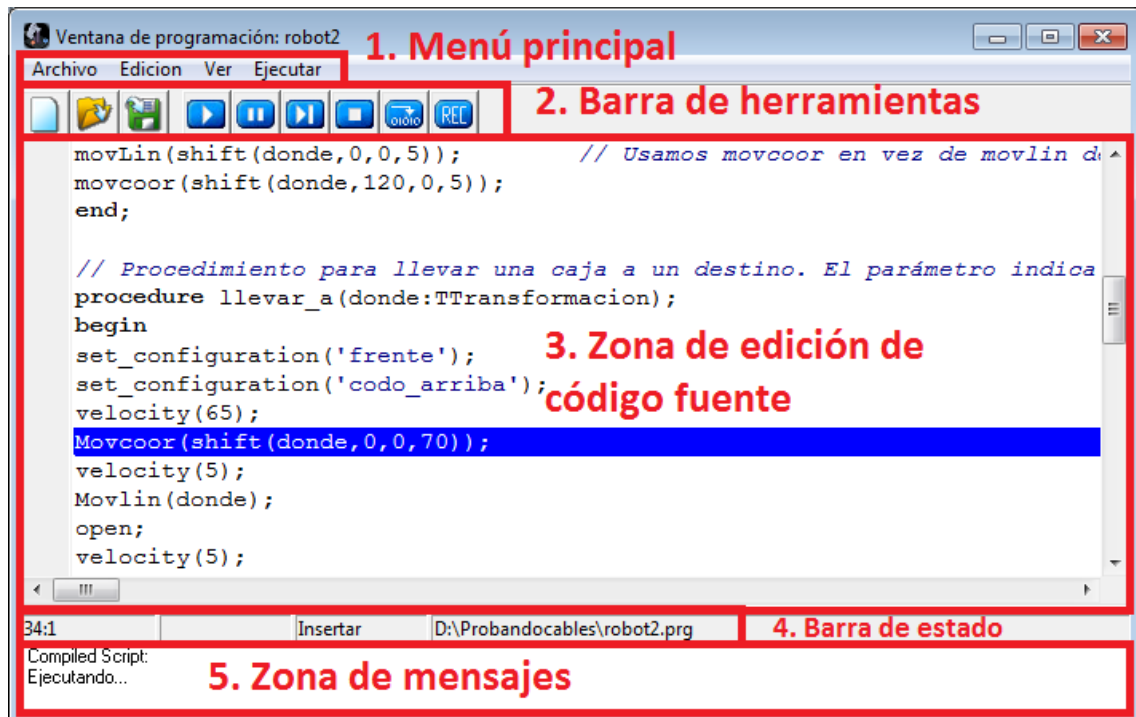 Ventana de programación: robot2
1. Menú principal
Archivo Edicion Ver Ejecutar
2. Barra de herramientas
REC
movLin(shift(donde,0,0,5)); // Usamos movcoor en vez de movlin de
movcoor(shift(donde,120,0,5));
end;
// Procedimiento para llevar una caja a un destino. El parámetro indica
procedure llevar_a(donde:TTransformacion);
begin
set_configuration('frente');
set_configuration('codo_arriba');
velocity(65);
3. Zona de edición de
código fuente
Movcoor(shift(donde,0,0,70));
velocity(5);
Movlin(donde);
open;
velocity(5);
34:1 Insertar D:\Probandocables\robot2.prg
4. Barra de estado
Compiled Script:
Ejecutando...
5. Zona de mensajes